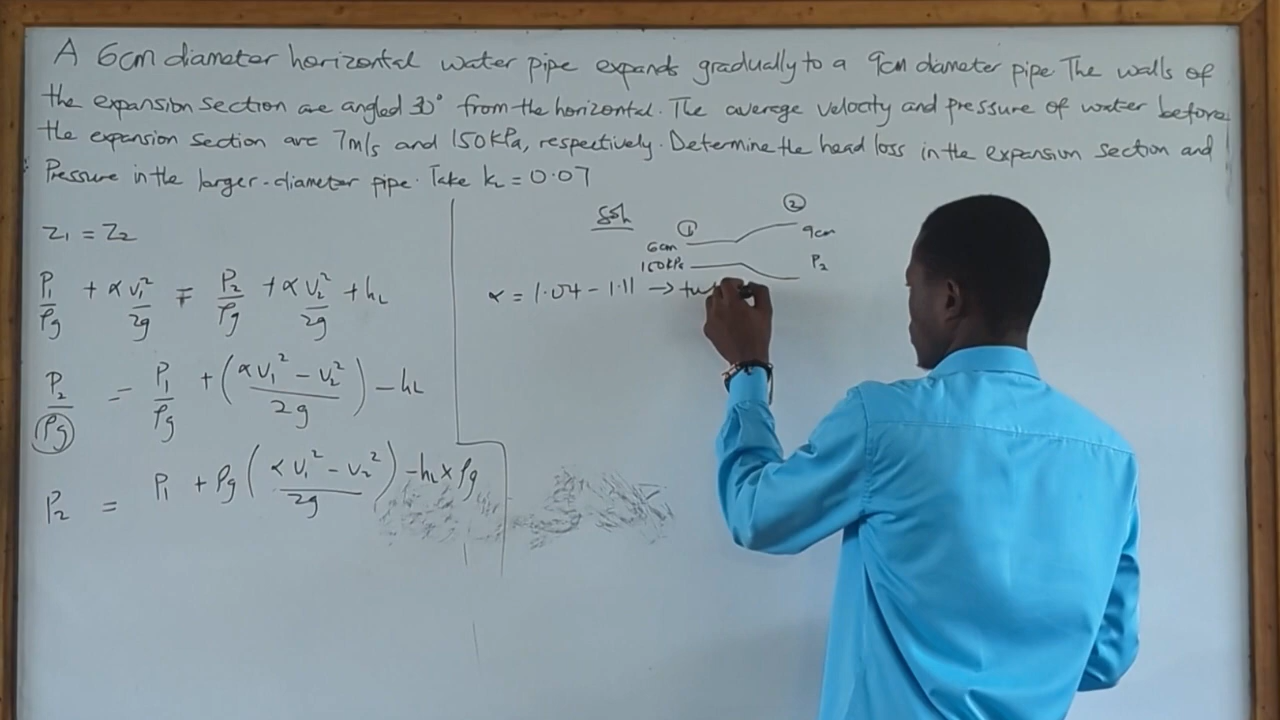 A 6cm diameter horizontal water pipe expands gradually to a 9cm diameter pipe The walls of
the expansion section are angled 30° from the horizontal. The average velocity and pressure of water before
the expansion section are 7m/s and 150kPa, respectively. Determine the head loss in the expansion section and
Pressure in the larger-diameter pipe. Take kL = 0.07
Z1 = Z2
P1/ρg + α V1²/2g = P2/ρg + α V2²/2g + hL
P2/ρg = P1/ρg + (αV1² - V2²/2g) - hL
P2 = P1 + ρg (αV1² - V2²/2g) - hL × ρg
Soln
① ②
6cm 9cm
150kPa P2
α = 1.04 - 1.11 →